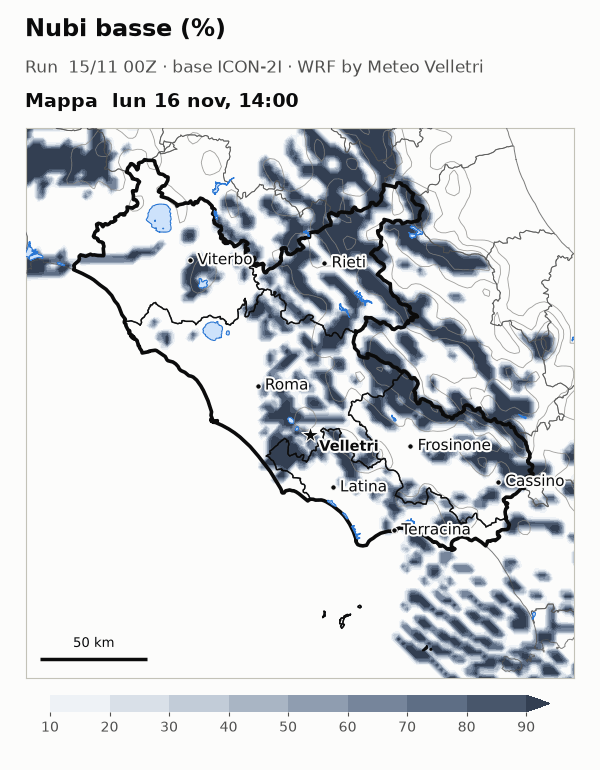 Nubi basse (%)
Run  15/11 00Z · base ICON-2I · WRF by Meteo Velletri
Mappa  lun 16 nov, 14:00
Viterbo
Rieti
Roma
Velletri
Frosinone
Cassino
Latina
Terracina
50 km
10 20 30 40 50 60 70 80 90